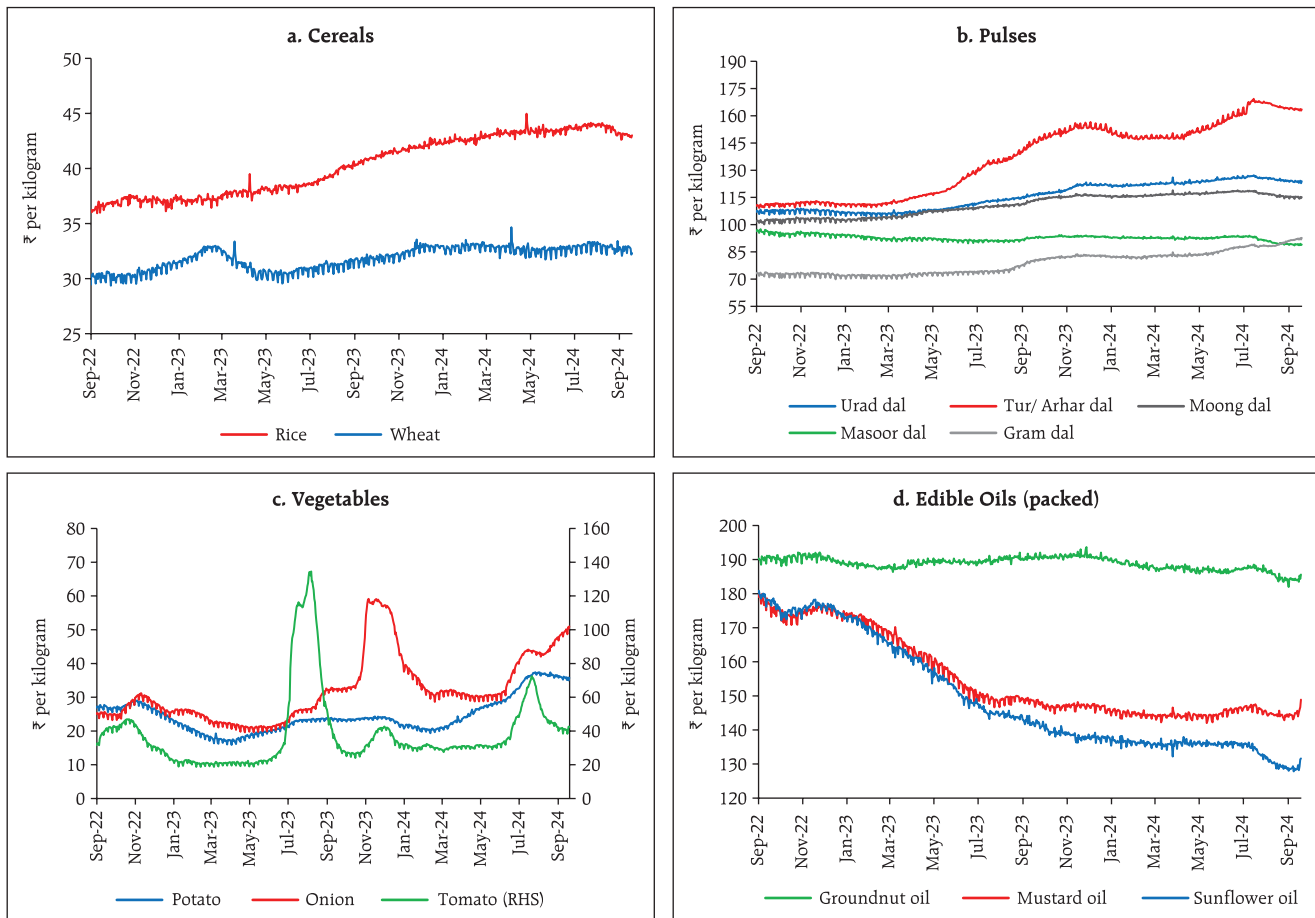 a. Cereals
₹ per kilogram
50
45
40
35
30
25
Sep-22
Nov-22
Jan-23
Mar-23
May-23
Jul-23
Sep-23
Nov-23
Jan-24
Mar-24
May-24
Jul-24
Sep-24
Rice
Wheat
b. Pulses
₹ per kilogram
190
175
160
145
130
115
100
85
70
55
Sep-22
Nov-22
Jan-23
Mar-23
May-23
Jul-23
Sep-23
Nov-23
Jan-24
Mar-24
May-24
Jul-24
Sep-24
Urad dal
Tur/ Arhar dal
Moong dal
Masoor dal
Gram dal
c. Vegetables
₹ per kilogram
80
70
60
50
40
30
20
10
0
160
140
120
100
80
60
40
20
0
₹ per kilogram
Sep-22
Nov-22
Jan-23
Mar-23
May-23
Jul-23
Sep-23
Nov-23
Jan-24
Mar-24
May-24
Jul-24
Sep-24
Potato
Onion
Tomato (RHS)
d. Edible Oils (packed)
₹ per kilogram
200
190
180
170
160
150
140
130
120
Sep-22
Nov-22
Jan-23
Mar-23
May-23
Jul-23
Sep-23
Nov-23
Jan-24
Mar-24
May-24
Jul-24
Sep-24
Groundnut oil
Mustard oil
Sunflower oil